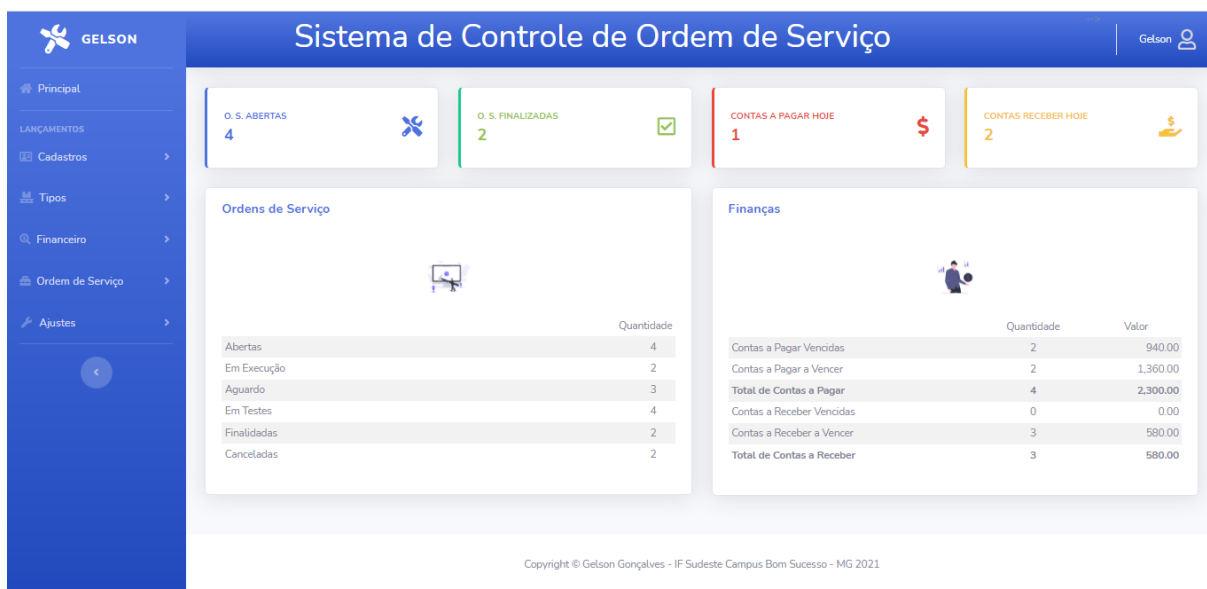 GELSON
Sistema de Controle de Ordem de Serviço
-->
Gelson
Principal
LANÇAMENTOS
Cadastros
Tipos
Financeiro
Ordem de Serviço
Ajustes
O. S. ABERTAS
4
O. S. FINALIZADAS
2
CONTAS A PAGAR HOJE
1
CONTAS RECEBER HOJE
2
Ordens de Serviço
Quantidade
Abertas 4
Em Execução 2
Aguardo 3
Em Testes 4
Finalidadas 2
Canceladas 2
Finanças
Quantidade Valor
Contas a Pagar Vencidas 2 940.00
Contas a Pagar a Vencer 2 1,360.00
Total de Contas a Pagar 4 2,300.00
Contas a Receber Vencidas 0 0.00
Contas a Receber a Vencer 3 580.00
Total de Contas a Receber 3 580.00
Copyright © Gelson Gonçalves - IF Sudeste Campus Bom Sucesso - MG 2021